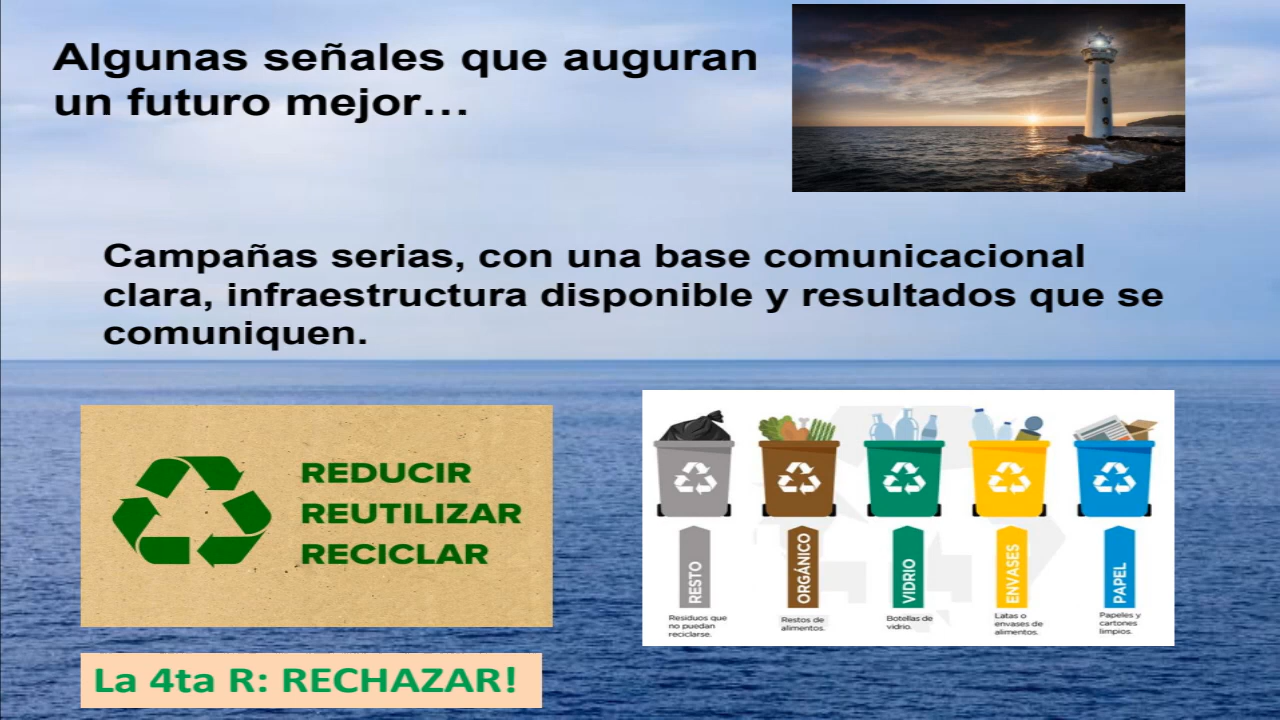 Algunas señales que auguran
un futuro mejor...
Campañas serias, con una base comunicacional
clara, infraestructura disponible y resultados que se
comuniquen.
REDUCIR
REUTILIZAR
RECICLAR
La 4ta R: RECHAZAR!
RESTO
ORGÁNICO
VIDRIO
ENVASES
PAPEL
Residuos que
no puedan
reciclarse.
Restos de
alimentos.
Botellas de
vidrio.
Latas o
envases de
alimentos.
Papeles y
cartones
limpios.